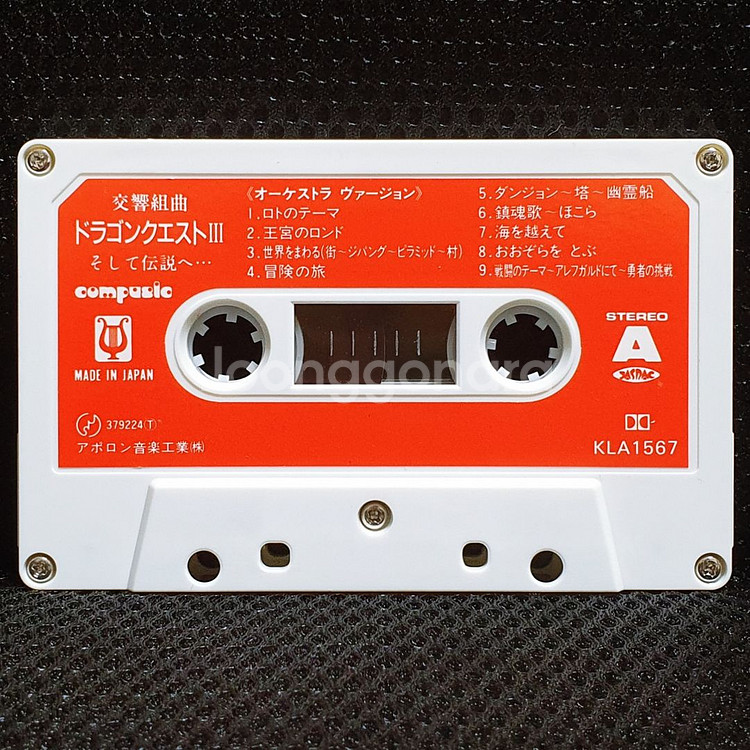 交響組曲
ドラゴンクエストIII
そして伝説へ…
compusic
MADE IN JAPAN
379224Ⓣ
アポロン音楽工業㈱
《オーケストラ ヴァージョン》
1.ロトのテーマ
2.王宮のロンド
3.世界をまわる(街〜ジパング〜ピラミッド〜村)
4.冒険の旅
5.ダンジョン〜塔〜幽霊船
6.鎮魂歌〜ほこら
7.海を越えて
8.おおぞらを とぶ
9.戦闘のテーマ〜アレフガルドにて〜勇者の挑戦
STEREO
A
JASRAC
KLA1567
joonggonara